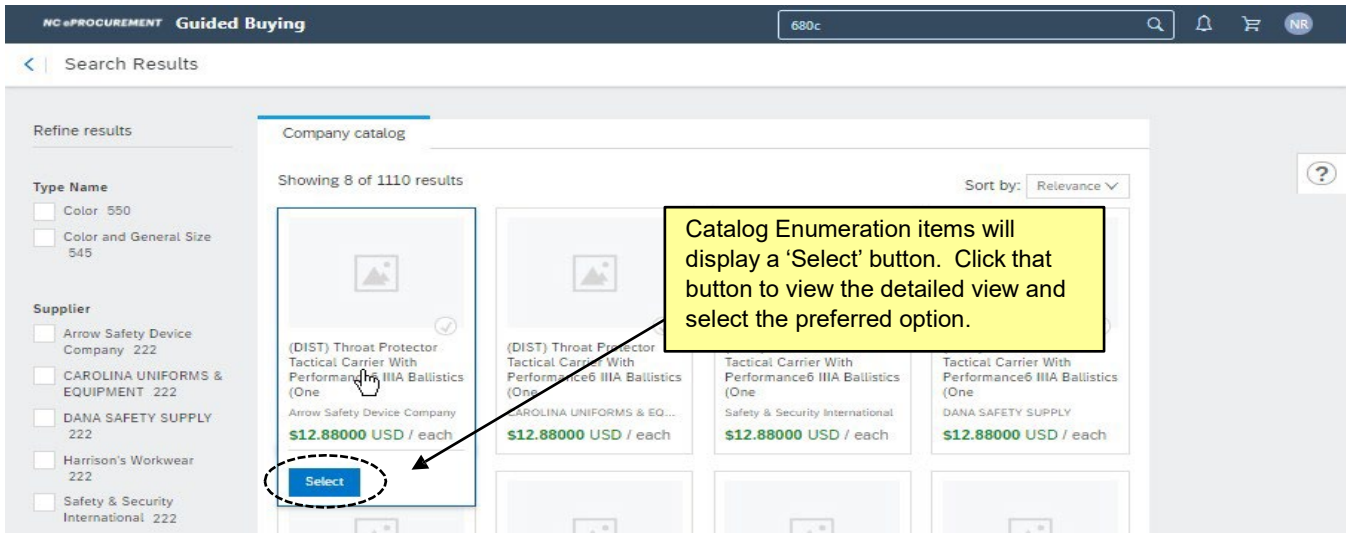 NC ePROCUREMENT Guided Buying
680c
NR
Search Results
Refine results
Type Name
Color 550
Color and General Size
545
Supplier
Arrow Safety Device
Company 222
CAROLINA UNIFORMS &
EQUIPMENT 222
DANA SAFETY SUPPLY
222
Harrison's Workwear
222
Safety & Security
International 222
Company catalog
Showing 8 of 1110 results
Sort by: Relevance
?
Catalog Enumeration items will
display a ‘Select’ button. Click that
button to view the detailed view and
select the preferred option.
(DIST) Throat Protector
Tactical Carrier With
Performance6 IIIA Ballistics
(One
Arrow Safety Device Company
$12.88000 USD / each
Select
(DIST) Throat Protector
Tactical Carrier With
Performance6 IIIA Ballistics
(One
CAROLINA UNIFORMS & EQ...
$12.88000 USD / each
Tactical Carrier With
Performance6 IIIA Ballistics
(One
Safety & Security International
$12.88000 USD / each
Tactical Carrier With
Performance6 IIIA Ballistics
(One
DANA SAFETY SUPPLY
$12.88000 USD / each